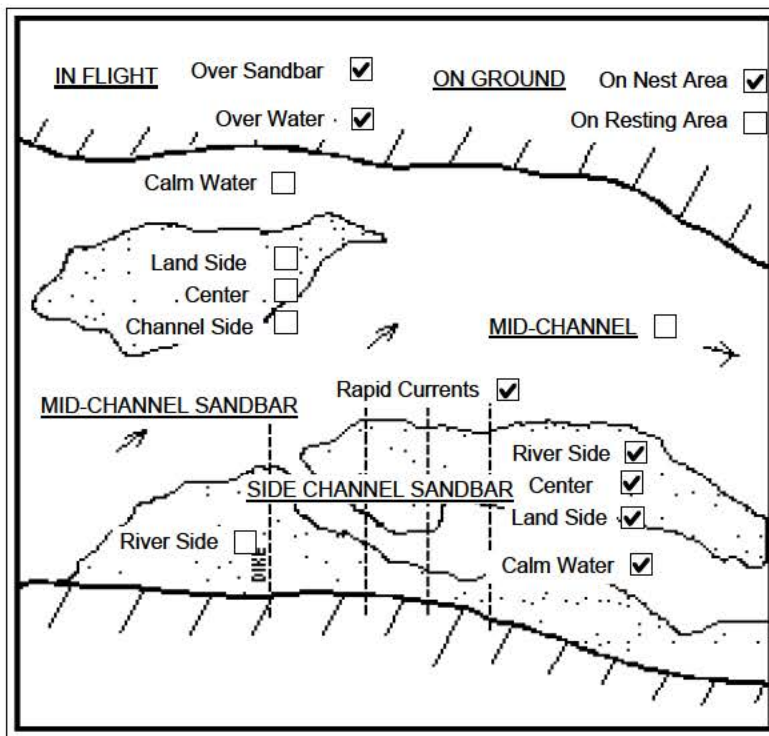 IN FLIGHT Over Sandbar ON GROUND On Nest Area
Over Water On Resting Area
Calm Water
Land Side
Center
Channel Side
MID-CHANNEL
Rapid Currents
MID-CHANNEL SANDBAR
River Side
SIDE CHANNEL SANDBAR Center
Land Side
River Side
DIKE
Calm Water